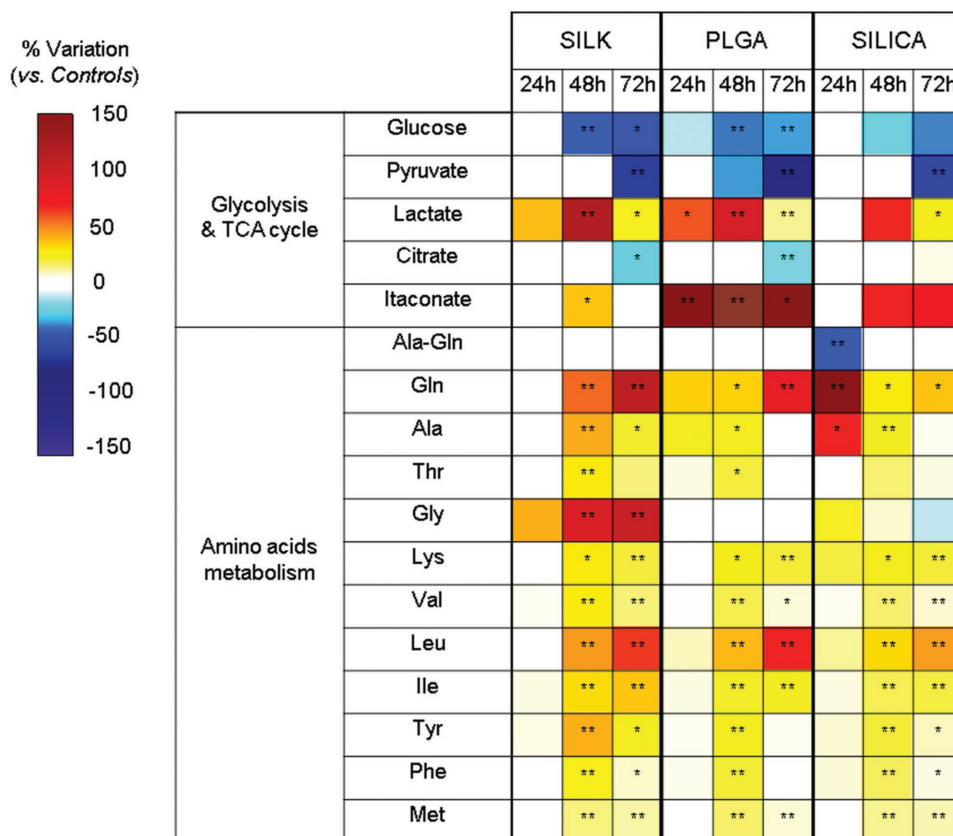 % Variation
(vs. Controls)
150
100
50
0
-50
-100
-150
SILK PLGA SILICA
24h 48h 72h 24h 48h 72h 24h 48h 72h
Glycolysis
& TCA cycle
Glucose ** * ** **
Pyruvate ** ** **
Lactate ** * * ** ** *
Citrate * **
Itaconate * ** ** *
Amino acids
metabolism
Ala-Gln **
Gln ** ** * ** ** * *
Ala ** * * * **
Thr ** *
Gly ** **
Lys * ** * ** * **
Val ** ** ** * ** **
Leu ** ** ** ** ** **
Ile ** ** ** ** ** **
Tyr ** * ** ** *
Phe ** * ** ** *
Met ** ** ** ** ** **